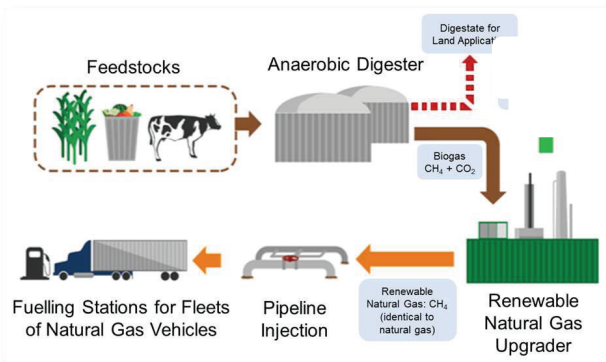 Digestate for
Land Applicati
Feedstocks
Anaerobic Digester
Biogas
CH₄ + CO₂
Renewable
Natural Gas: CH₄
(identical to
natural gas)
Fuelling Stations for Fleets
of Natural Gas Vehicles
Pipeline
Injection
Renewable
Natural Gas
Upgrader